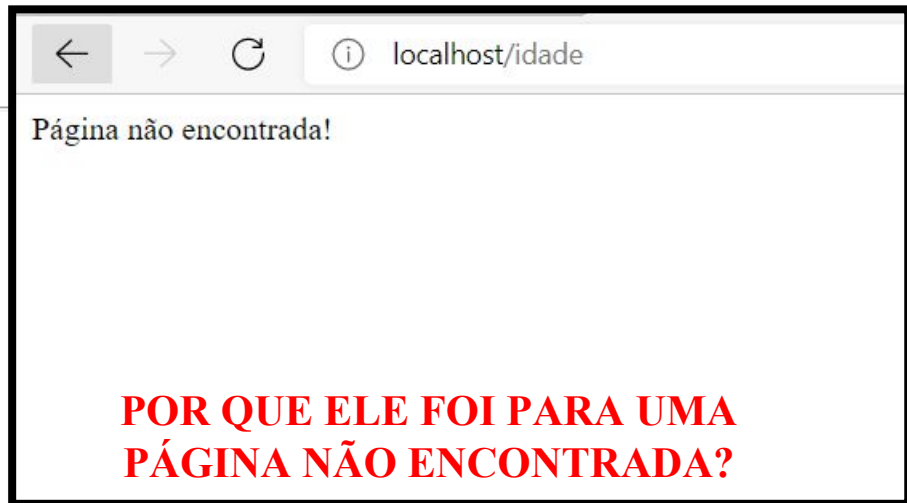 localhost/idade
Página não encontrada!
POR QUE ELE FOI PARA UMA
PÁGINA NÃO ENCONTRADA?